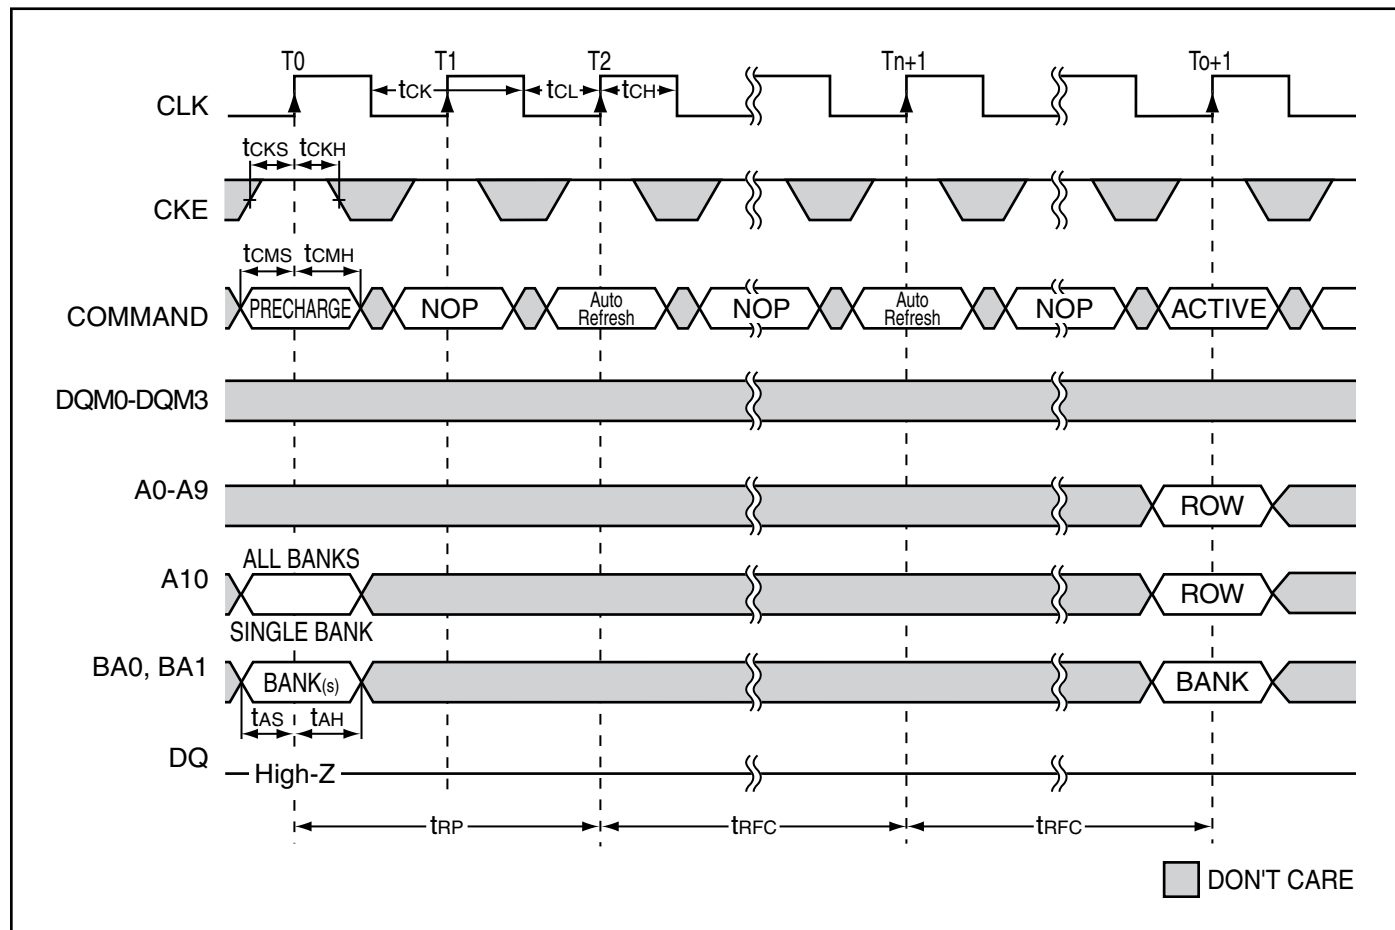 T0 T1 T2 Tn+1 To+1
CLK tCK tCL tCH
tCKS tCKH
CKE
tCMS tCMH
COMMAND PRECHARGE NOP Auto Refresh NOP Auto Refresh NOP ACTIVE
DQM0-DQM3
A0-A9 ROW
ALL BANKS
A10 ROW
SINGLE BANK
BA0, BA1 BANK(s) BANK
tAS tAH
DQ High-Z
tRP tRFC tRFC
DON'T CARE